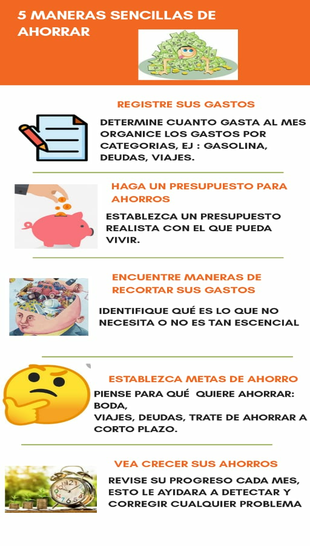 5 MANERAS SENCILLAS DE
AHORRAR
REGISTRE SUS GASTOS
DETERMINE CUANTO GASTA AL MES
ORGANICE LOS GASTOS POR
CATEGORIAS, EJ : GASOLINA,
DEUDAS, VIAJES.
HAGA UN PRESUPUESTO PARA
AHORROS
ESTABLEZCA UN PRESUPUESTO
REALISTA CON EL QUE PUEDA
VIVIR.
ENCUENTRE MANERAS DE
RECORTAR SUS GASTOS
IDENTIFIQUE QUÉ ES LO QUE NO
NECESITA O NO ES TAN ESCENCIAL
ESTABLEZCA METAS DE AHORRO
PIENSE PARA QUÉ QUIERE AHORRAR:
BODA,
VIAJES, DEUDAS, TRATE DE AHORRAR A
CORTO PLAZO.
VEA CRECER SUS AHORROS
REVISE SU PROGRESO CADA MES,
ESTO LE AYIDARA A DETECTAR Y
CORREGIR CUALQUIER PROBLEMA